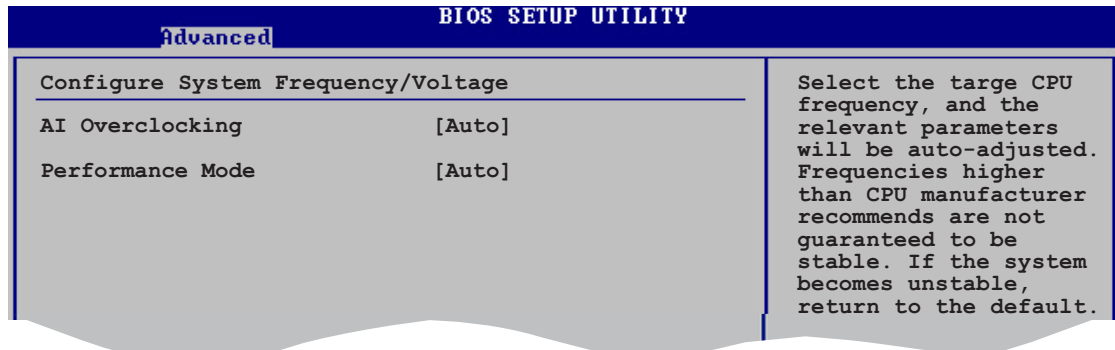 BIOS SETUP UTILITY
Advanced
Configure System Frequency/Voltage
AI Overclocking [Auto]
Performance Mode [Auto]
Select the targe CPU
frequency, and the
relevant parameters
will be auto-adjusted.
Frequencies higher
than CPU manufacturer
recommends are not
guaranteed to be
stable. If the system
becomes unstable,
return to the default.